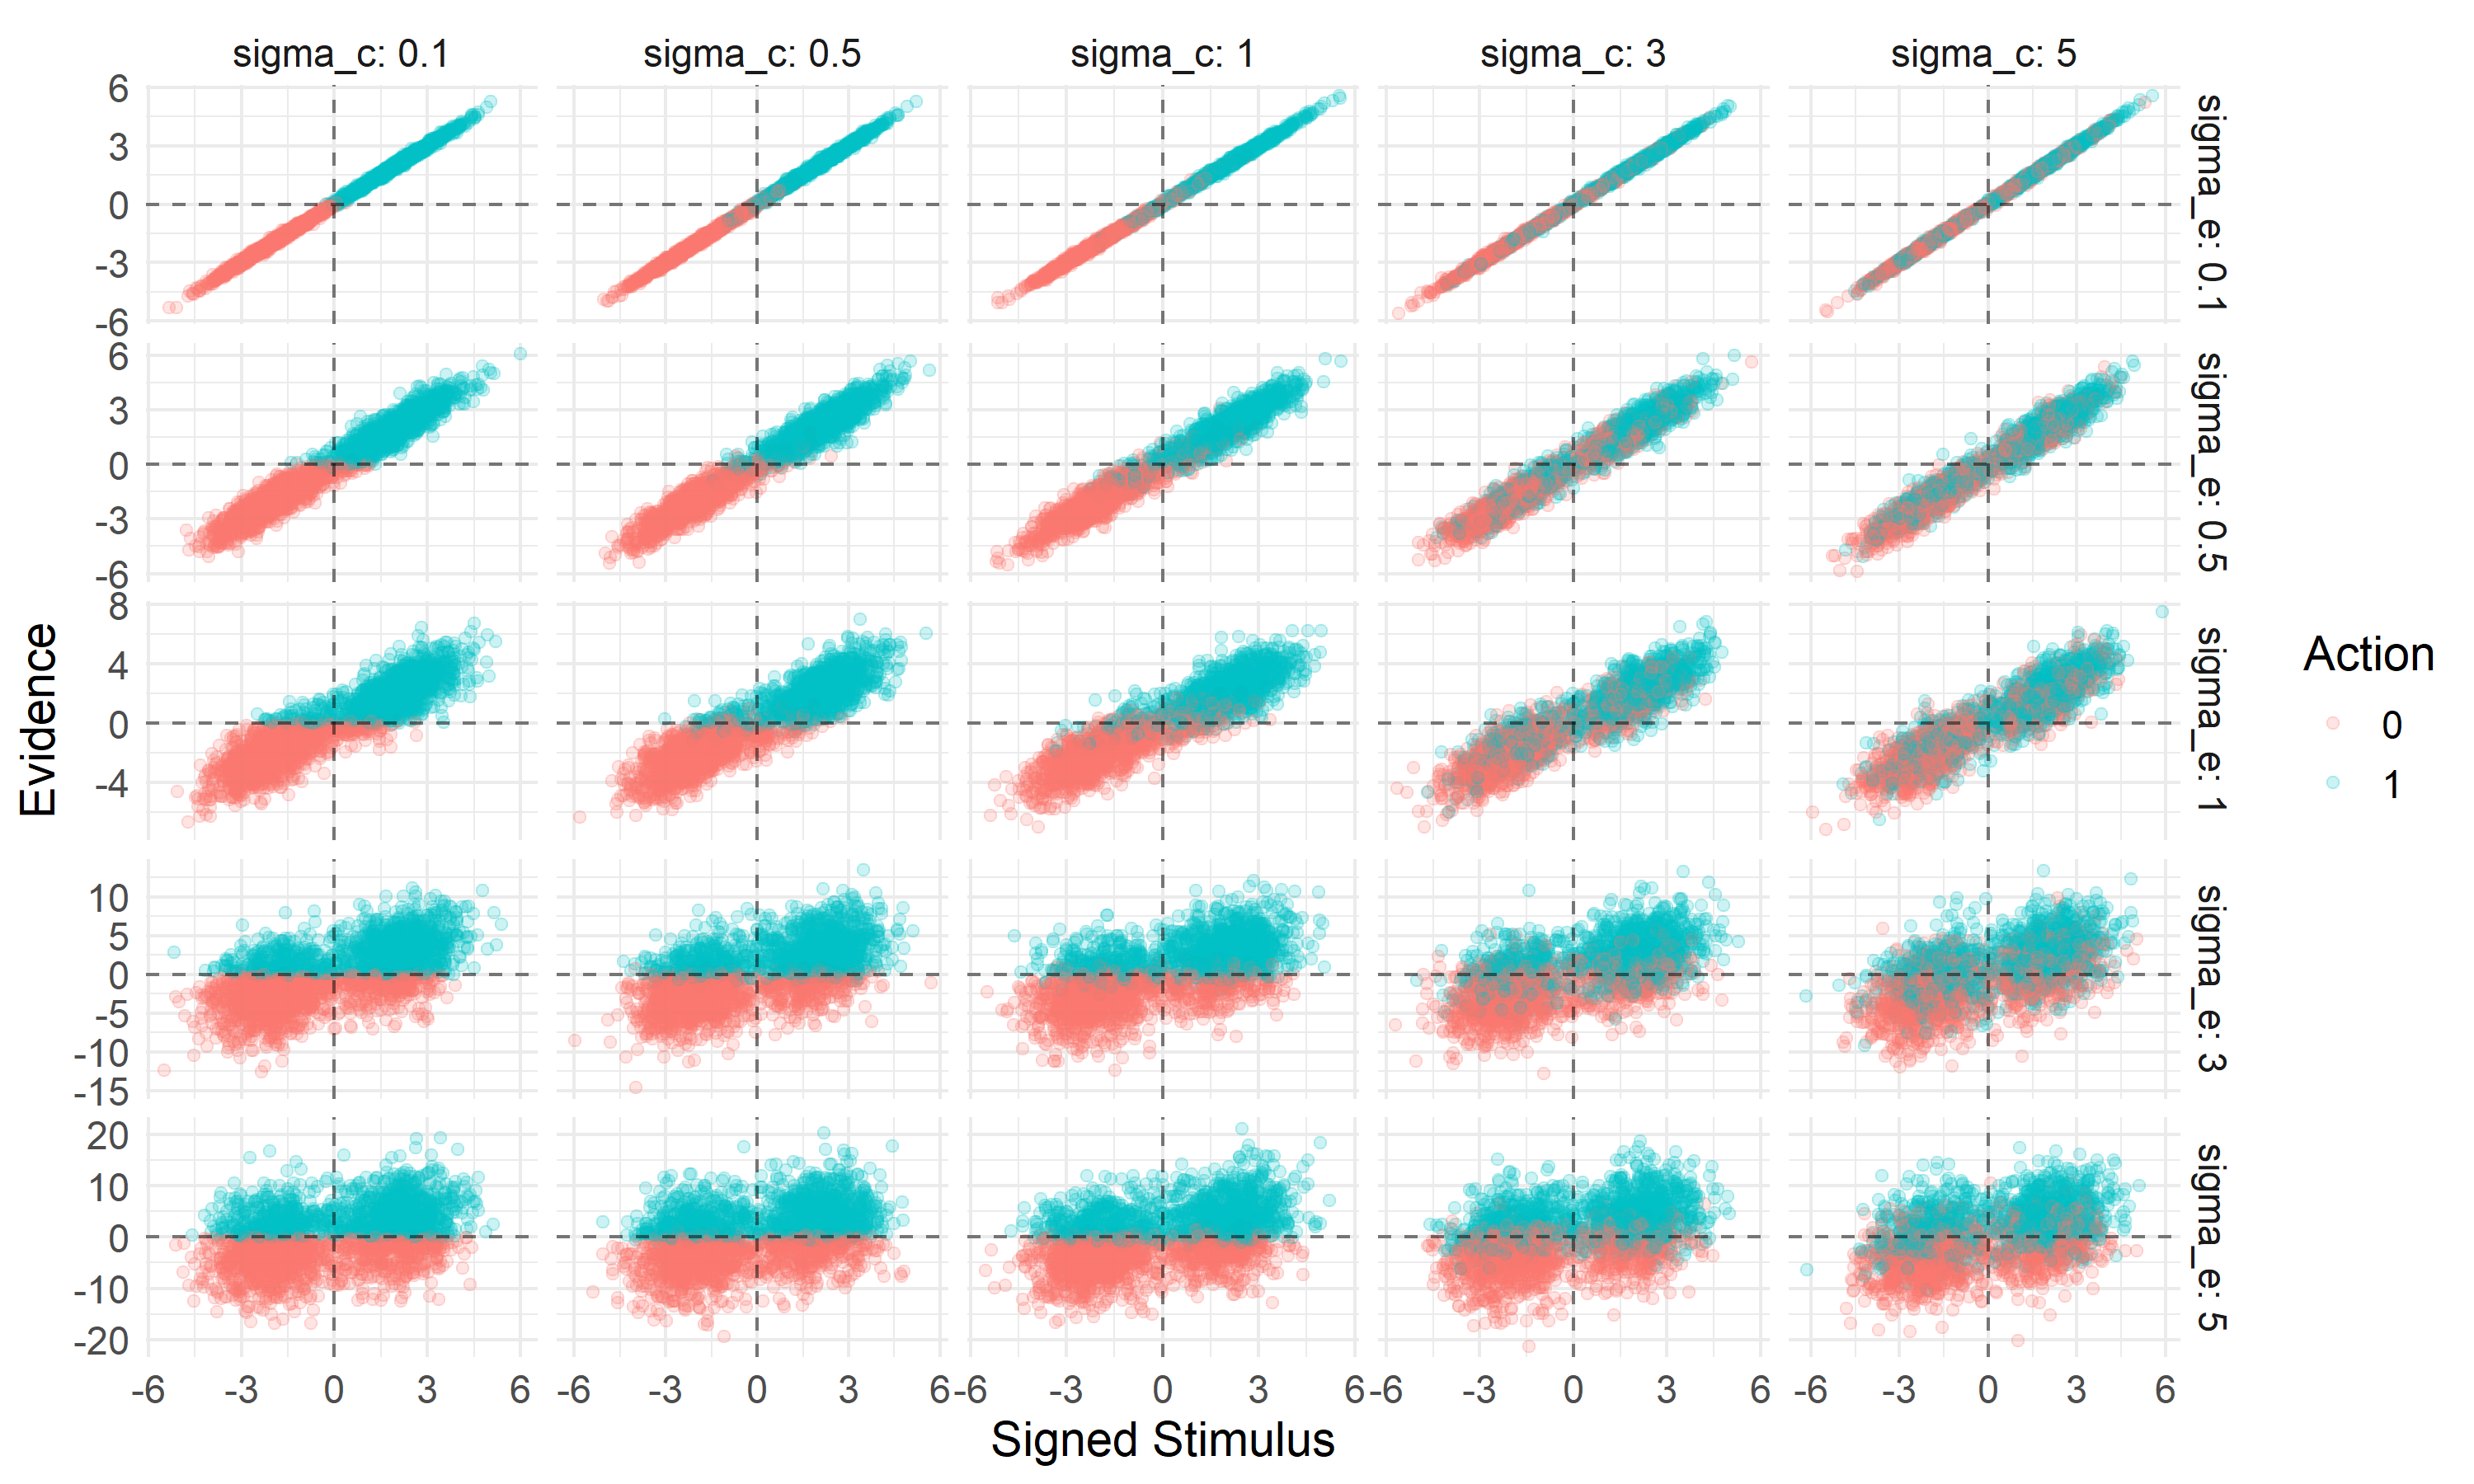 sigma_c: 0.1 sigma_c: 0.5 sigma_c: 1 sigma_c: 3 sigma_c: 5
6
3
0
-3
-6
sigma_e: 0.1
6
3
0
-3
-6
sigma_e: 0.5
8
4
0
-4
sigma_e: 1
10
5
0
-5
-10
-15
sigma_e: 3
20
10
0
-10
-20
sigma_e: 5
-6 -3 0 3 6 -6 -3 0 3 6 -6 -3 0 3 6 -6 -3 0 3 6 -6 -3 0 3 6
Signed Stimulus
Evidence
Action
0
1